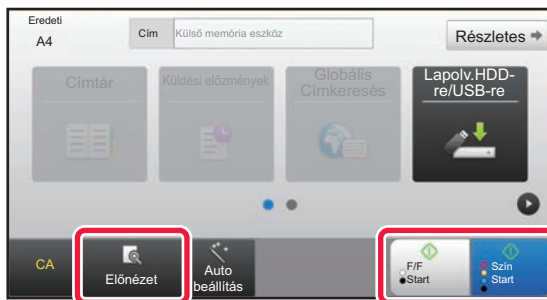 Eredeti
A4
Cím
Külső memória eszköz
Részletes
Címtár
Küldési előzmények
Globális
Címkeresés
Lapolv.HDD-
re/USB-re
CA
Előnézet
Auto
beállítás
F/F
Start
Szín
Start